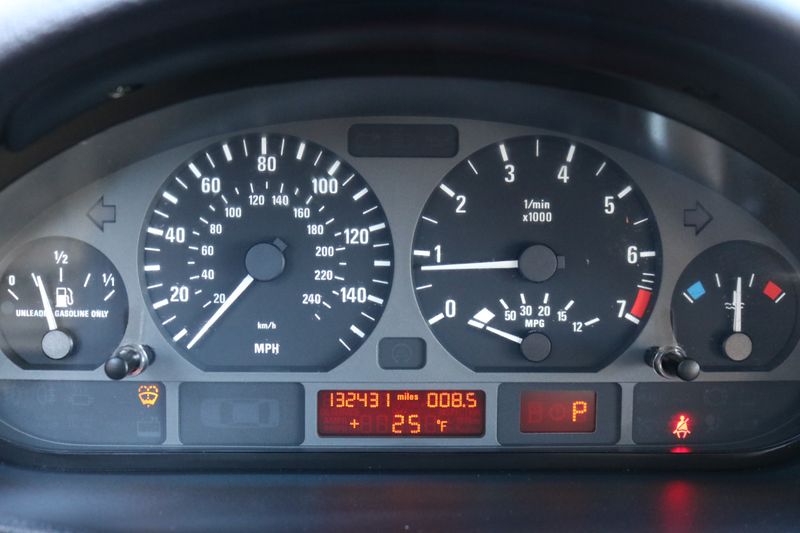 0 1/2 1/1
UNLEADED GASOLINE ONLY
20 40 60 80 100 120 140
20 40 60 80 100 120 140 160 180 200 220 240
km/h
MPH
0 1 2 3 4 5 6 7
1/min
x1000
50 30 20 15 12
MPG
132431 miles 008.5
+ 25 °F
P